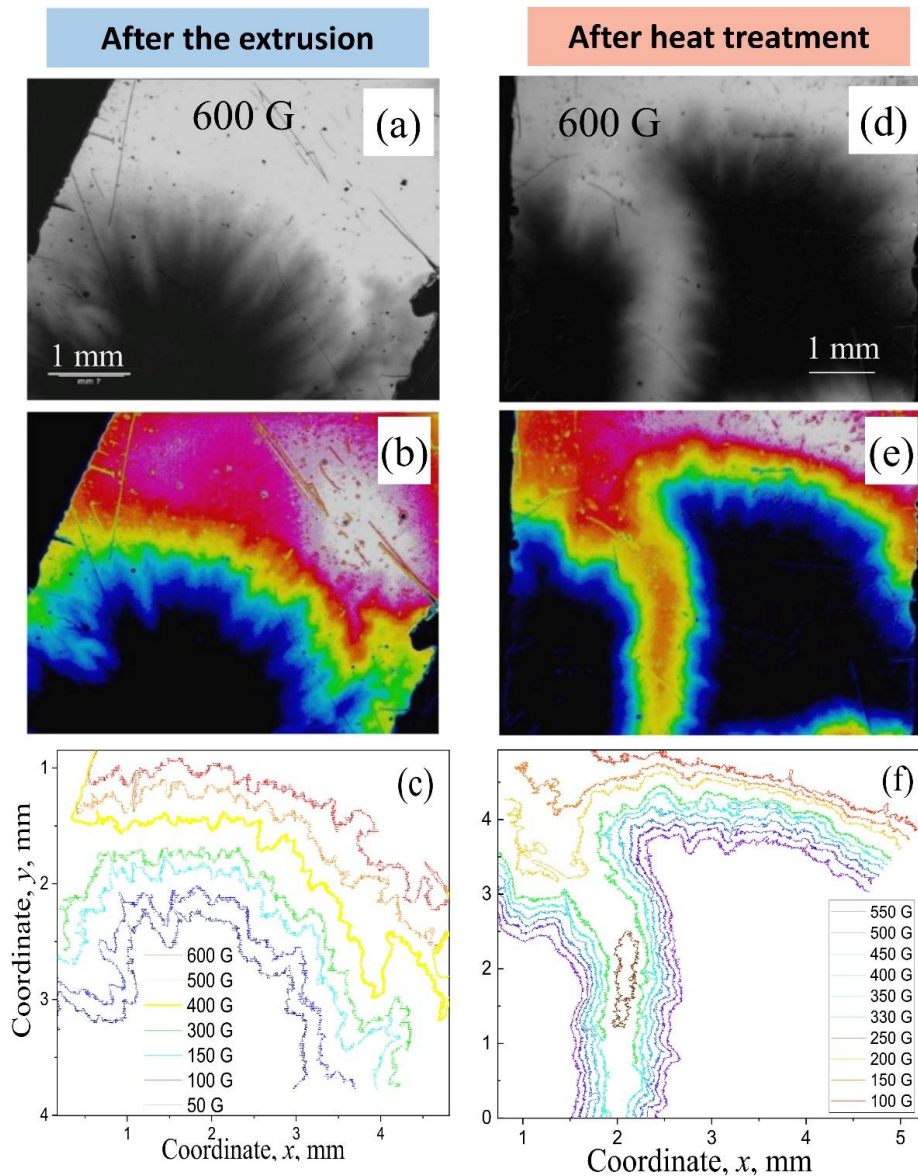 After the extrusion
After heat treatment
600 G
(a)
600 G
(d)
1 mm
mm ?
1 mm
(b)
(e)
1
2
3
4
Coordinate, y, mm
(c)
600 G
500 G
400 G
300 G
150 G
100 G
50 G
1
2
3
4
Coordinate, x, mm
4
3
2
1
0
(f)
550 G
500 G
450 G
400 G
350 G
330 G
250 G
200 G
150 G
100 G
1
2
3
4
5
Coordinate, x, mm